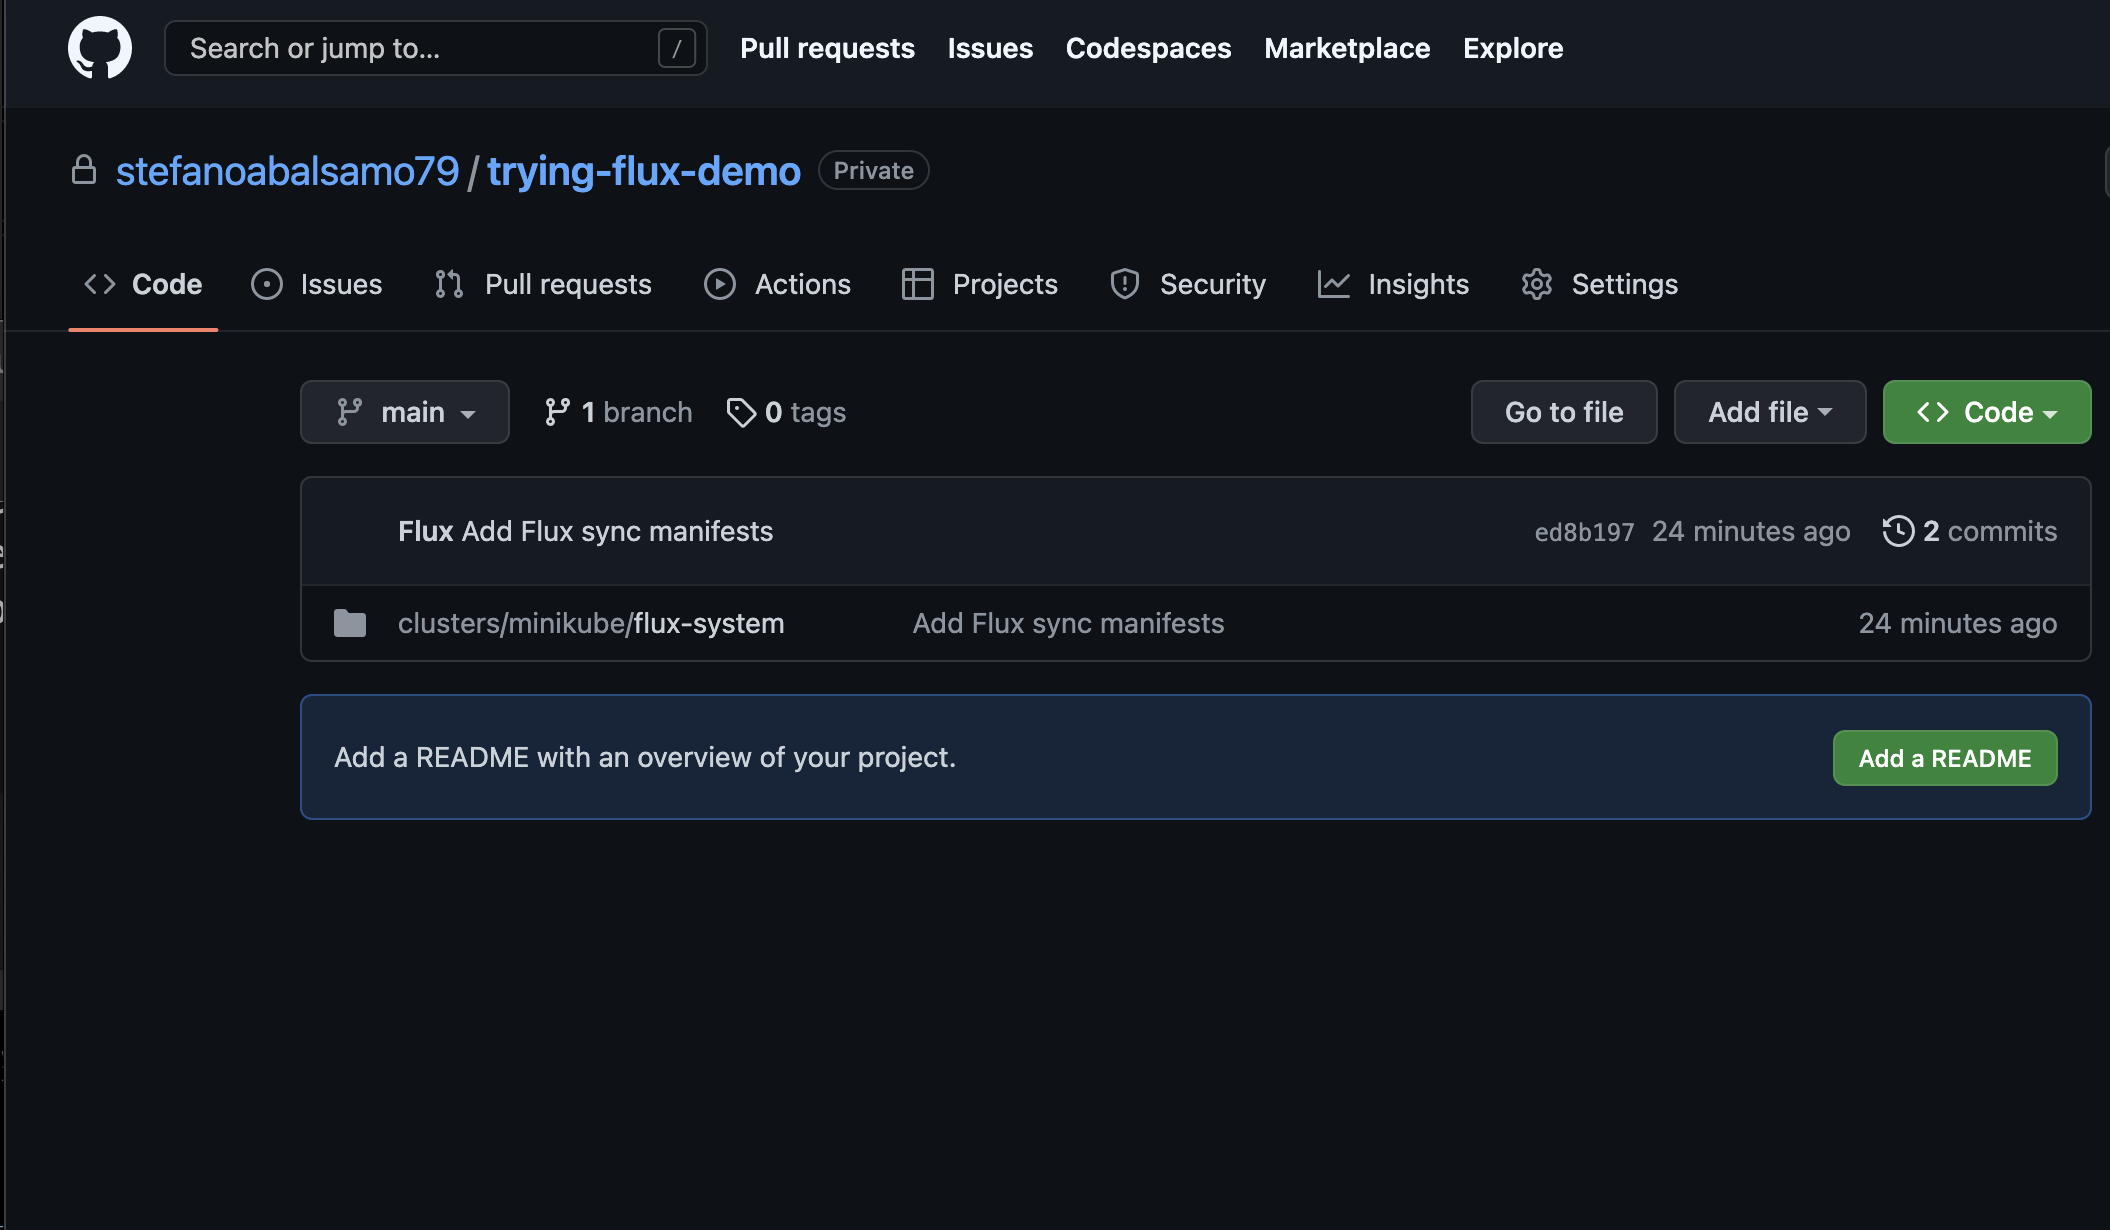 Search or jump to... / Pull requests Issues Codespaces Marketplace Explore
stefanoabalsamo79 / trying-flux-demo Private
Code Issues Pull requests Actions Projects Security Insights Settings
main 1 branch 0 tags Go to file Add file Code
Flux Add Flux sync manifests ed8b197 24 minutes ago 2 commits
clusters/minikube/flux-system Add Flux sync manifests 24 minutes ago
Add a README with an overview of your project. Add a README